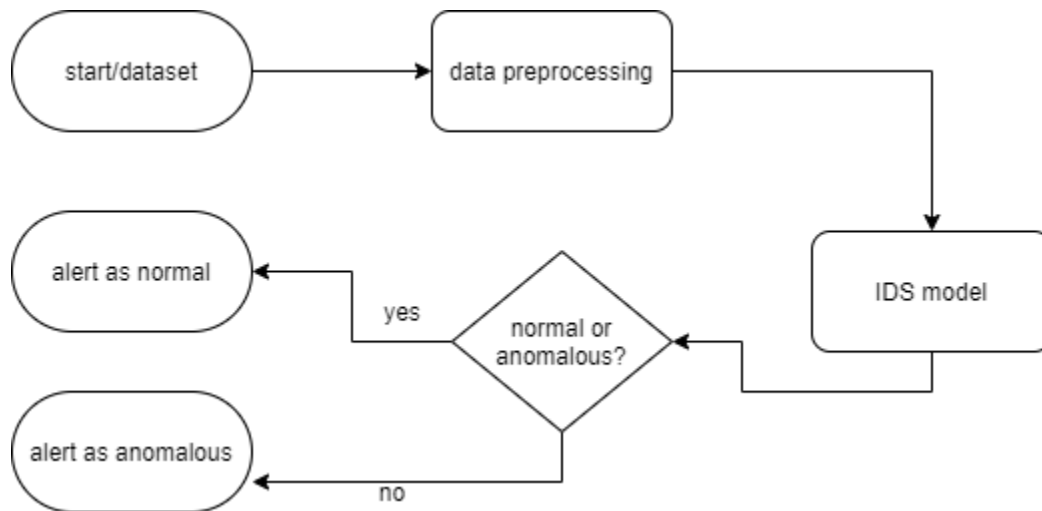 start/dataset
data preprocessing
IDS model
normal or
anomalous?
yes
alert as normal
no
alert as anomalous